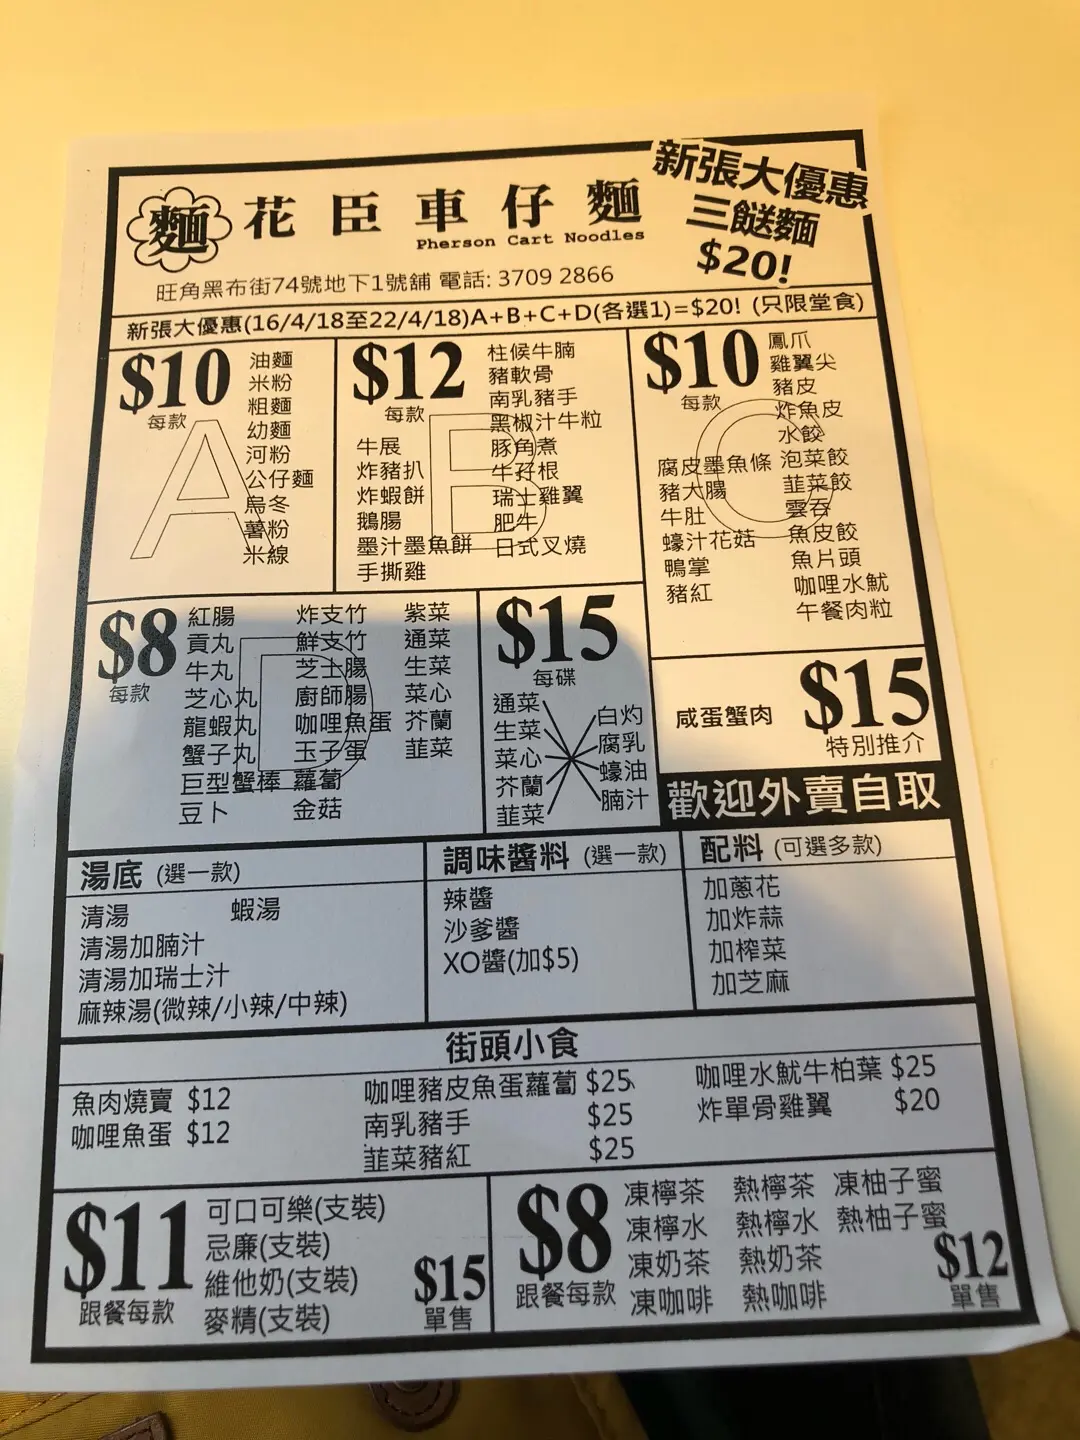 麵 花臣車仔麵
Pherson Cart Noodles
新張大優惠
三餸麵
$20!
旺角黑布街74號地下1號舖 電話: 3709 2866
新張大優惠(16/4/18至22/4/18)A+B+C+D(各選1)=$20! (只限堂食)
A
$10
每款
油麵
米粉
粗麵
幼麵
河粉
公仔麵
烏冬
薯粉
米線
B
$12
每款
牛展
炸豬扒
炸蝦餅
鵝腸
墨汁墨魚餅
手撕雞
柱候牛腩
豬軟骨
南乳豬手
黑椒汁牛粒
豚角煮
牛孖根
瑞士雞翼
肥牛
日式叉燒
C
$10
每款
腐皮墨魚條
豬大腸
牛肚
蠔汁花菇
鴨掌
豬紅
鳳爪
雞翼尖
豬皮
炸魚皮
水餃
泡菜餃
韮菜餃
雲吞
魚皮餃
魚片頭
咖哩水魷
午餐肉粒
D
$8
每款
紅腸
貢丸
牛丸
芝心丸
龍蝦丸
蟹子丸
巨型蟹棒
豆卜
炸支竹
鮮支竹
芝士腸
廚師腸
咖哩魚蛋
玉子蛋
蘿蔔
金菇
紫菜
通菜
生菜
菜心
芥蘭
韮菜
$15
每碟
通菜
生菜
菜心
芥蘭
韮菜
白灼
腐乳
蠔油
腩汁
咸蛋蟹肉
$15
特別推介
歡迎外賣自取
湯底 (選一款)
清湯 蝦湯
清湯加腩汁
清湯加瑞士汁
麻辣湯(微辣/小辣/中辣)
調味醬料 (選一款)
辣醬
沙爹醬
XO醬(加$5)
配料 (可選多款)
加蔥花
加炸蒜
加榨菜
加芝麻
街頭小食
魚肉燒賣 $12
咖哩魚蛋 $12
咖哩豬皮魚蛋蘿蔔 $25
南乳豬手 $25
韮菜豬紅 $25
咖哩水魷牛柏葉 $25
炸單骨雞翼 $20
$11
跟餐每款
可口可樂(支裝)
忌廉(支裝)
維他奶(支裝)
麥精(支裝)
$15
單售
$8
跟餐每款
凍檸茶 熱檸茶 凍柚子蜜
凍檸水 熱檸水 熱柚子蜜
凍奶茶 熱奶茶
凍咖啡 熱咖啡
$12
單售